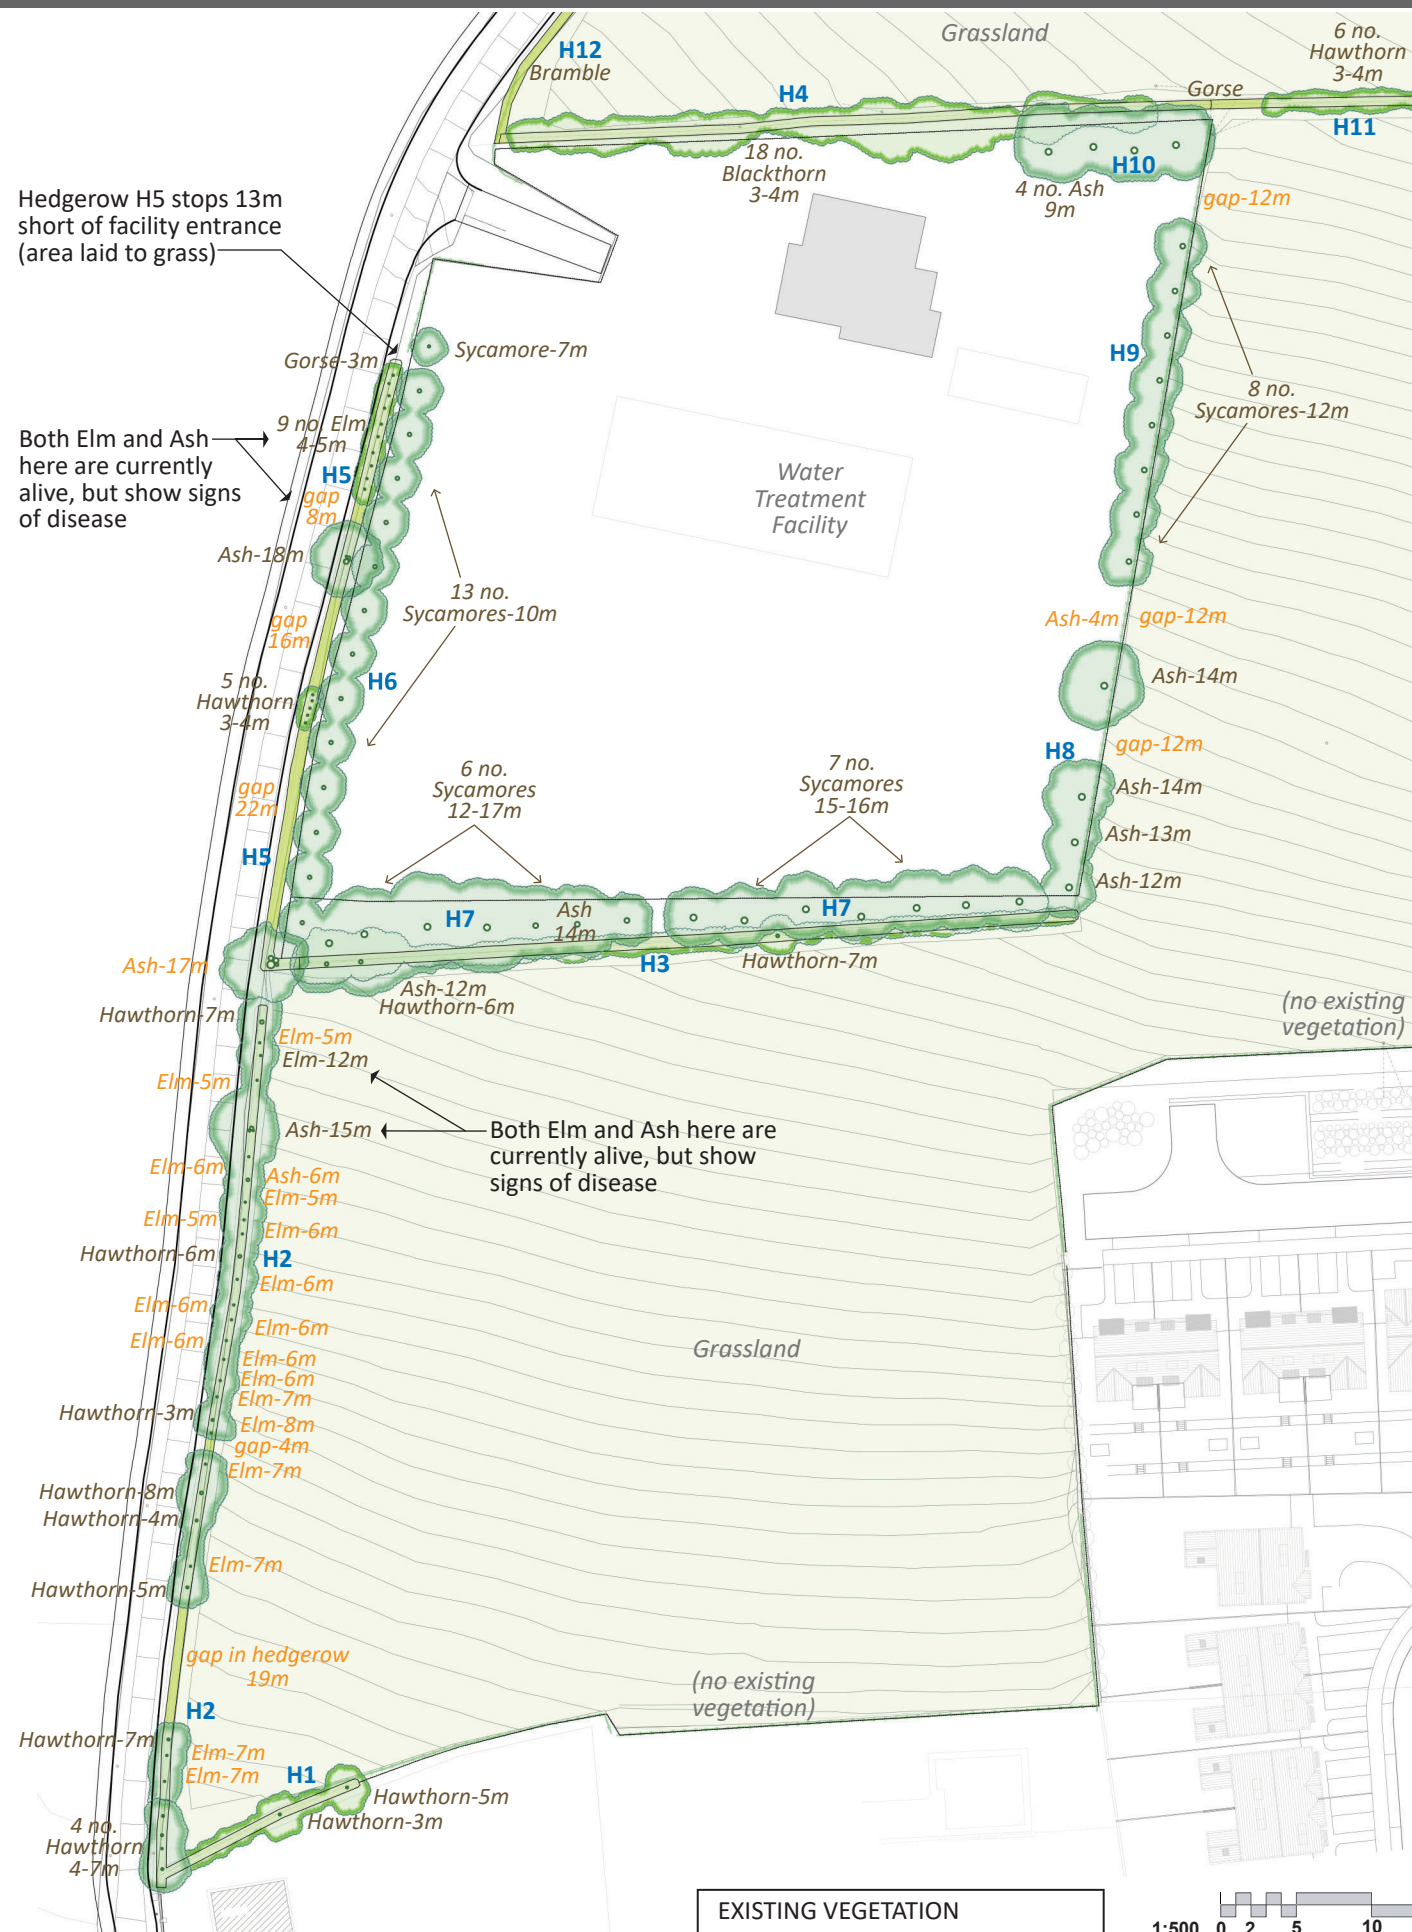 Grassland
6 no.
Hawthorn
3-4m
H12
Bramble
H4
Gorse
H11
18 no.
Blackthorn
3-4m
H10
4 no. Ash
9m
gap-12m
Hedgerow H5 stops 13m
short of facility entrance
(area laid to grass)
Gorse-3m
Sycamore-7m
H9
8 no.
Sycamores-12m
9 no. Elm
4-5m
Both Elm and Ash
here are currently
alive, but show signs
of disease
H5
gap
8m
Water
Treatment
Facility
Ash-18m
13 no.
Sycamores-10m
gap
16m
Ash-4m
gap-12m
5 no.
Hawthorn
3-4m
H6
Ash-14m
gap-12m
H8
6 no.
Sycamores
12-17m
7 no.
Sycamores
15-16m
gap
22m
Ash-14m
Ash-13m
H5
Ash-12m
H7
Ash
14m
H7
Ash-17m
H3
Hawthorn-7m
Ash-12m
Hawthorn-6m
Hawthorn-7m
(no existing
vegetation)
Elm-5m
Elm-12m
Elm-5m
Ash-15m
Both Elm and Ash here are
currently alive, but show
signs of disease
Elm-6m
Ash-6m
Elm-5m
Elm-5m
Elm-6m
Hawthorn-6m
H2
Elm-6m
Elm-6m
Elm-6m
Elm-6m
Grassland
Elm-6m
Elm-6m
Elm-7m
Hawthorn-3m
Elm-8m
gap-4m
Elm-7m
Hawthorn-8m
Hawthorn-4m
Elm-7m
Hawthorn-5m
gap in hedgerow
19m
(no existing
vegetation)
H2
Hawthorn-7m
Elm-7m
Elm-7m
H1
Hawthorn-5m
Hawthorn-3m
4 no.
Hawthorn
4-7m
EXISTING VEGETATION
1:500 0 2 5 10